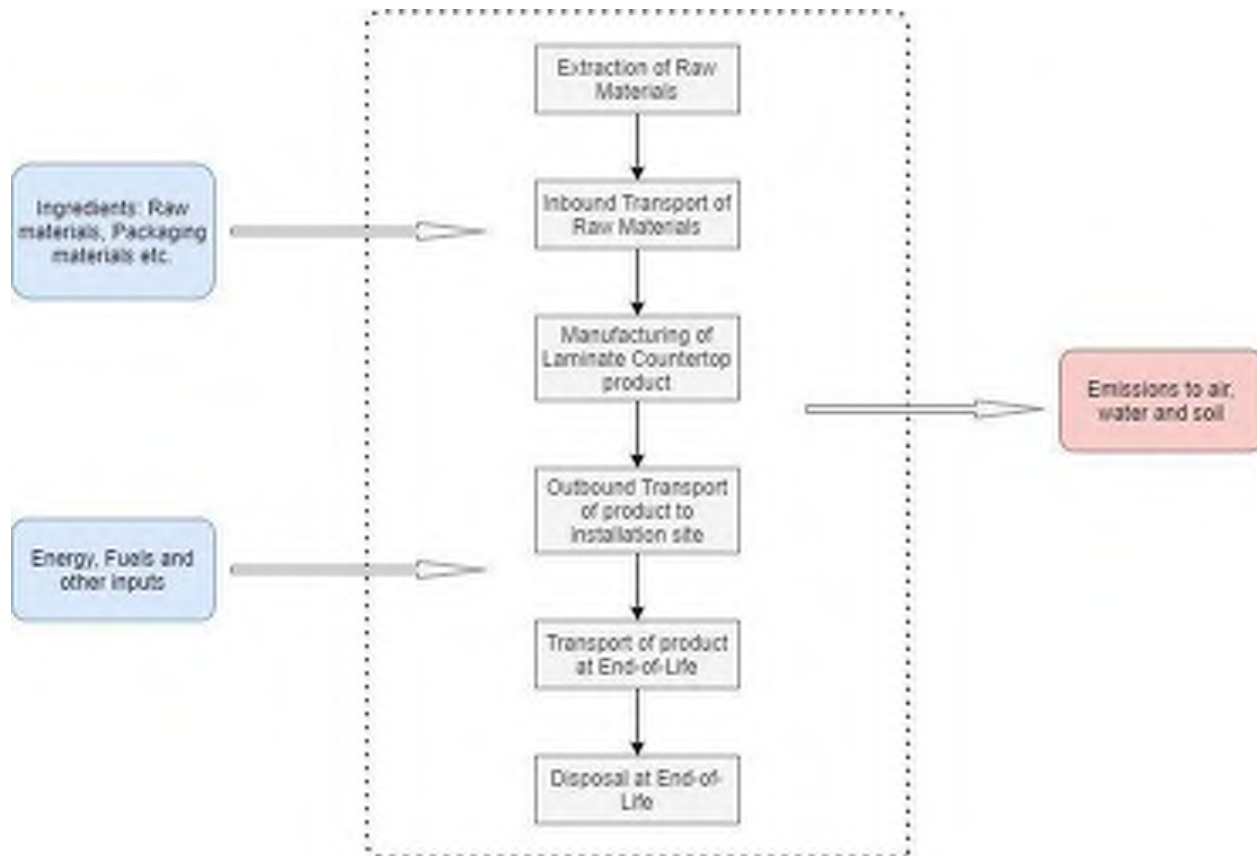 Extraction of Raw
Materials
Ingredients: Raw
materials, Packaging
materials etc.
Inbound Transport of
Raw Materials
Manufacturing of
Laminate Countertop
product
Emissions to air,
water and soil
Outbound Transport
of product to
installation site
Energy, Fuels and
other inputs
Transport of product
at End-of-Life
Disposal at End-of-
Life